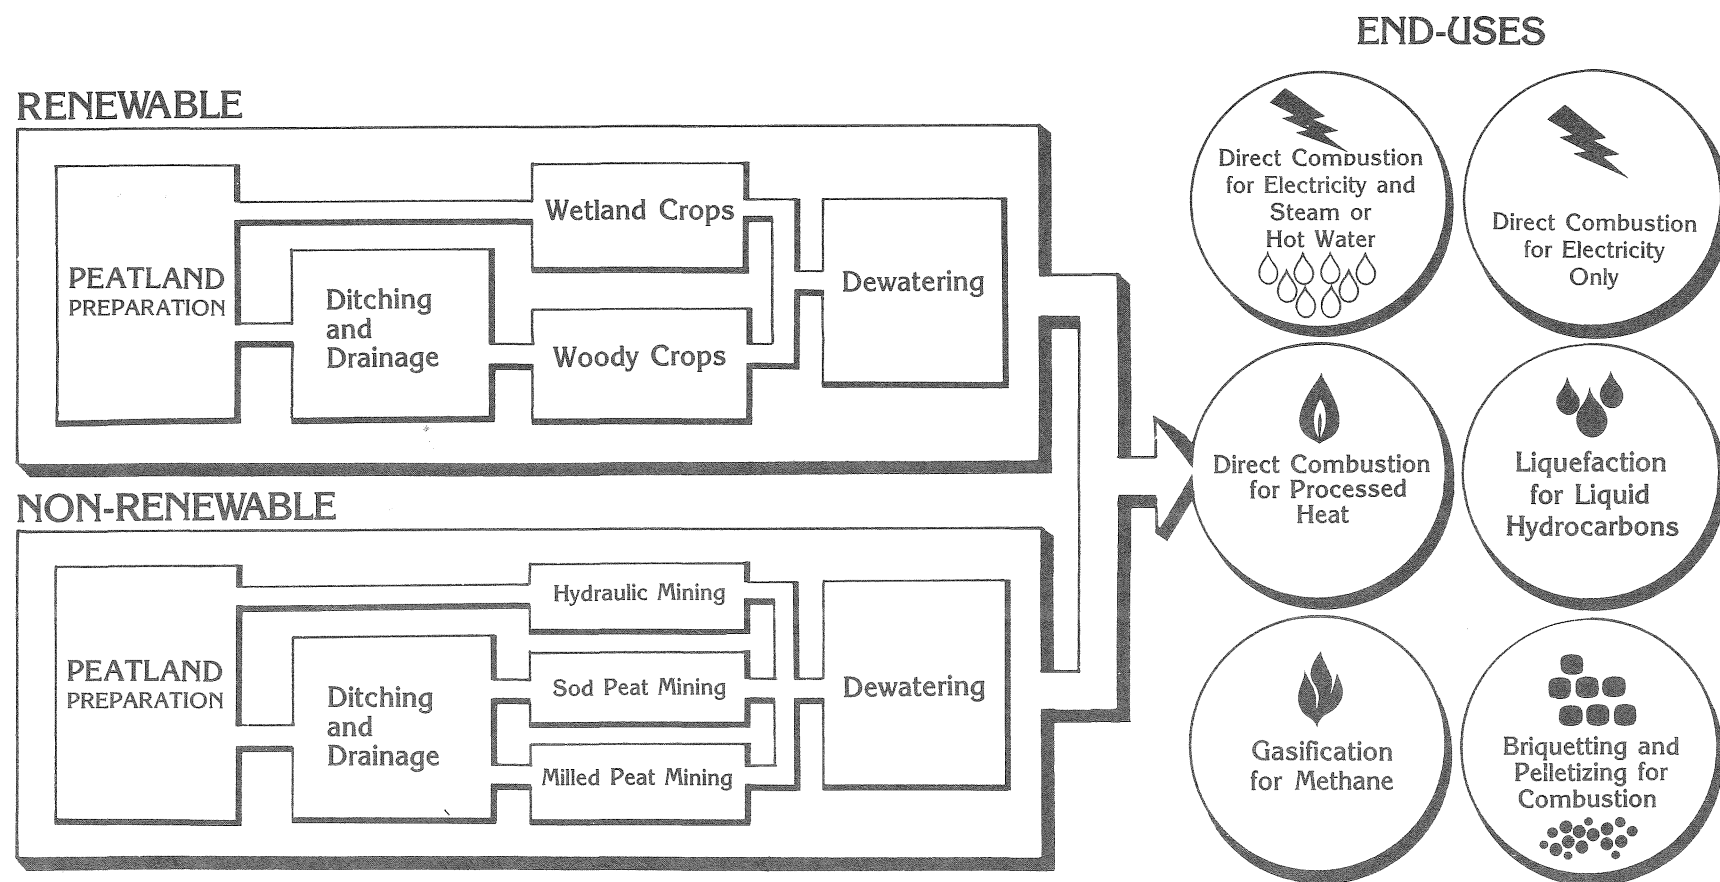 END-USES
RENEWABLE
PEATLAND
PREPARATION
Ditching
and
Drainage
Wetland Crops
Woody Crops
Dewatering
NON-RENEWABLE
PEATLAND
PREPARATION
Ditching
and
Drainage
Hydraulic Mining
Sod Peat Mining
Milled Peat Mining
Dewatering
Direct Combustion
for Electricity and
Steam or
Hot Water
Direct Combustion
for Electricity
Only
Direct Combustion
for Processed
Heat
Liquefaction
for Liquid
Hydrocarbons
Gasification
for Methane
Briquetting and
Pelletizing for
Combustion